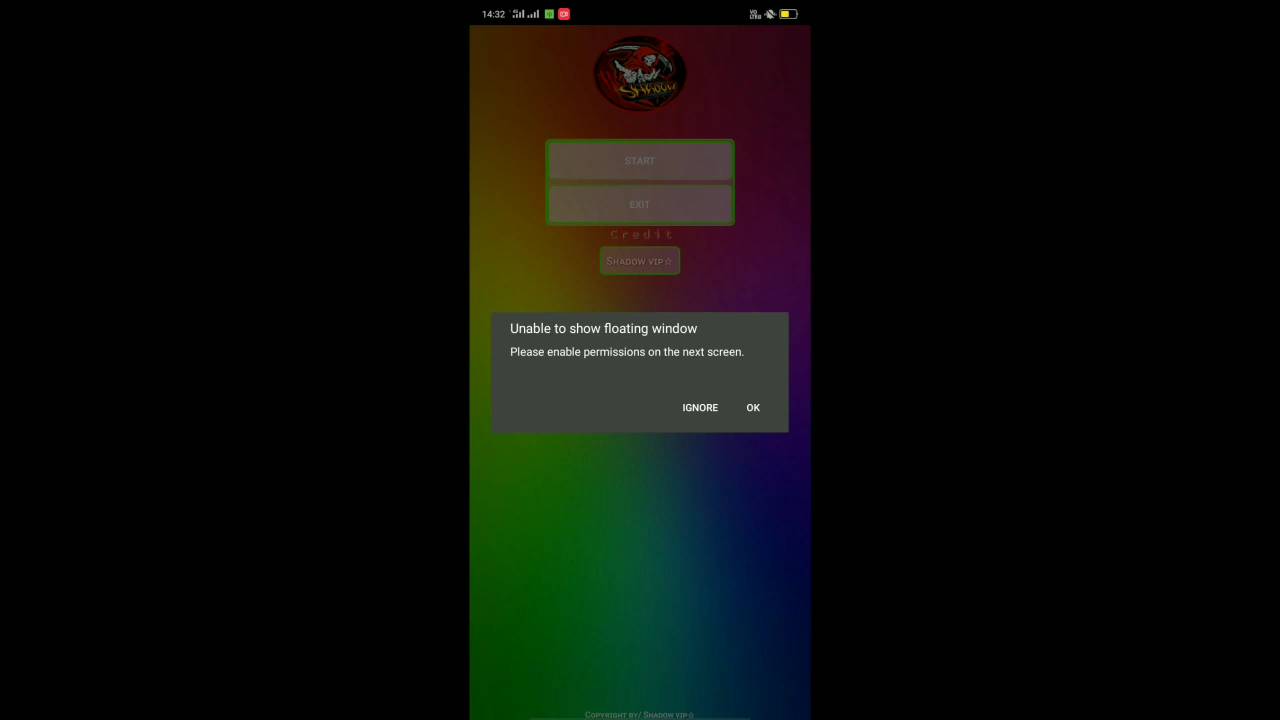 14:32
SHADOW
START
EXIT
Credit
SHADOW VIP☆
Unable to show floating window
Please enable permissions on the next screen.
IGNORE OK
COPYRIGHT BY/ SHADOW VIP☆